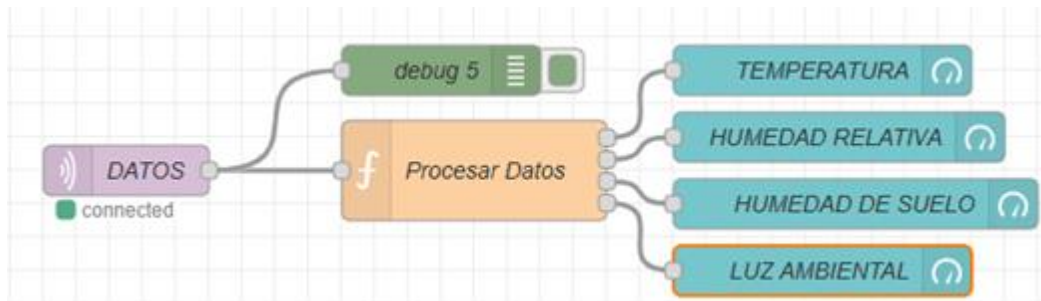 debug 5
TEMPERATURA
HUMEDAD RELATIVA
DATOS
connected
Procesar Datos
HUMEDAD DE SUELO
LUZ AMBIENTAL